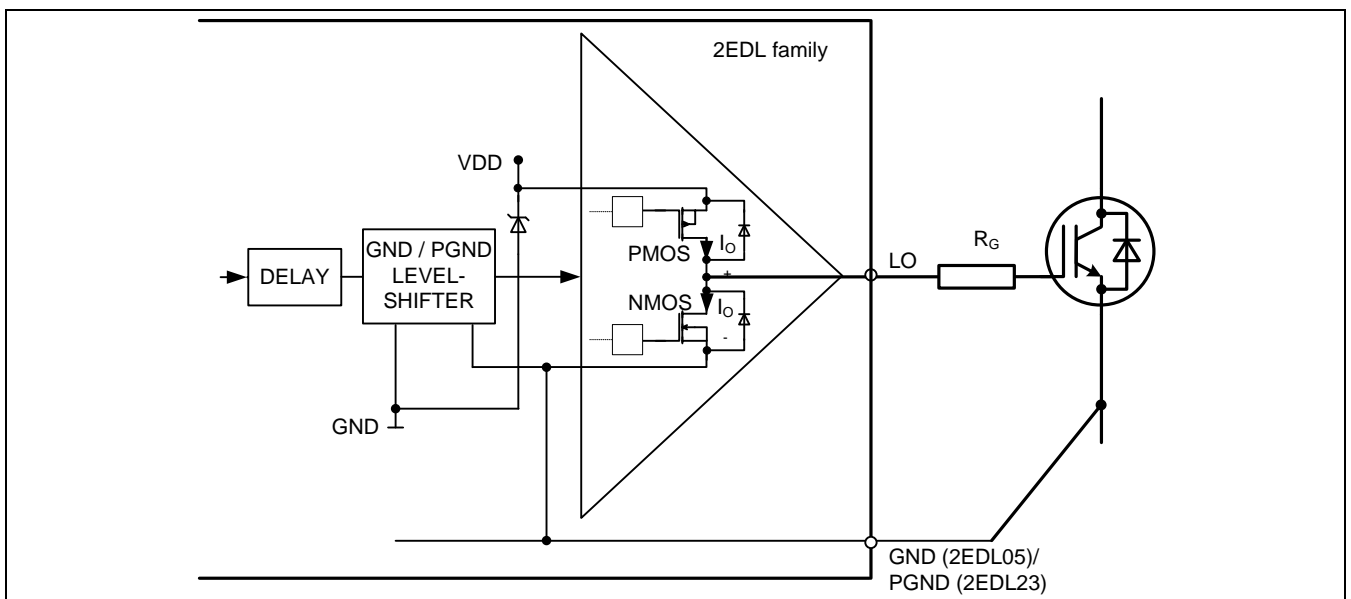 2EDL family
VDD
GND / PGND
LEVEL-
SHIFTER
DELAY
PMOS
IO
+
NMOS
IO
-
LO
RG
GND
GND (2EDL05)/
PGND (2EDL23)